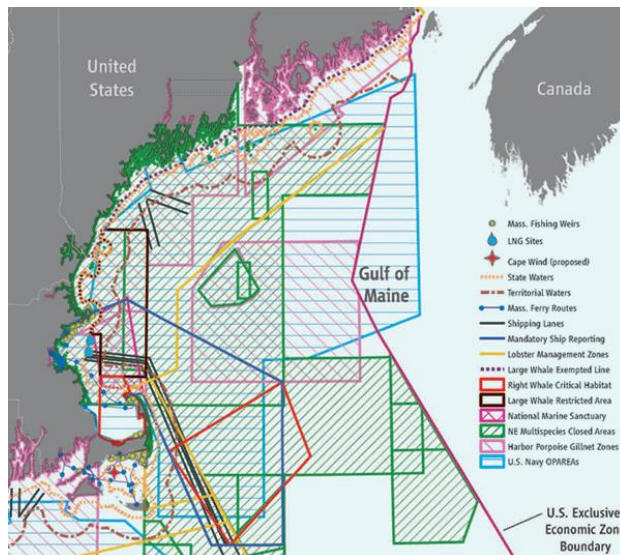 United
States
Canada
Gulf of
Maine
Mass. Fishing Weirs
LNG Sites
Cape Wind (proposed)
State Waters
Territorial Waters
Mass. Ferry Routes
Shipping Lanes
Mandatory Ship Reporting
Lobster Management Zones
Large Whale Exempted Line
Right Whale Critical Habitat
Large Whale Restricted Area
National Marine Sanctuary
NE Multispecies Closed Areas
Harbor Porpoise Gillnet Zones
U.S. Navy OPAREAs
U.S. Exclusive
Economic Zone
Boundary